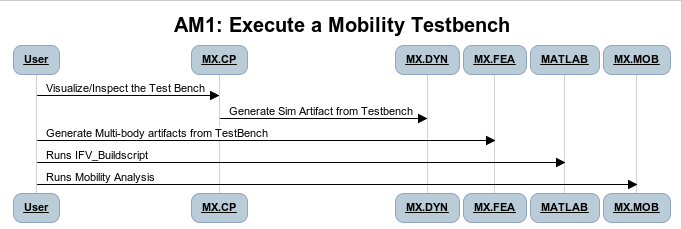 AM1: Execute a Mobility Testbench
User MX.CP MX.DYN MX.FEA MATLAB MX.MOB
Visualize/Inspect the Test Bench
Generate Sim Artifact from Testbench
Generate Multi-body artifacts from TestBench
Runs IFV_Buildscript
Runs Mobility Analysis
User MX.CP MX.DYN MX.FEA MATLAB MX.MOB